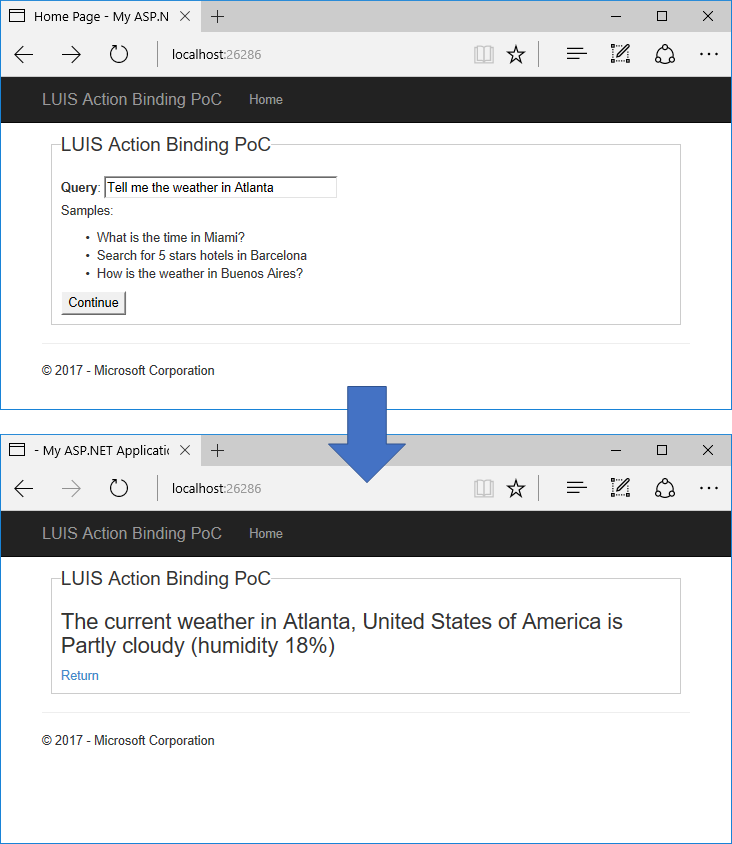 Home Page - My ASP.N
localhost:26286
LUIS Action Binding PoC Home
LUIS Action Binding PoC
Query: Tell me the weather in Atlanta
Samples:
• What is the time in Miami?
• Search for 5 stars hotels in Barcelona
• How is the weather in Buenos Aires?
Continue
© 2017 - Microsoft Corporation
- My ASP.NET Applicatic
localhost:26286
LUIS Action Binding PoC Home
LUIS Action Binding PoC
The current weather in Atlanta, United States of America is
Partly cloudy (humidity 18%)
Return
© 2017 - Microsoft Corporation